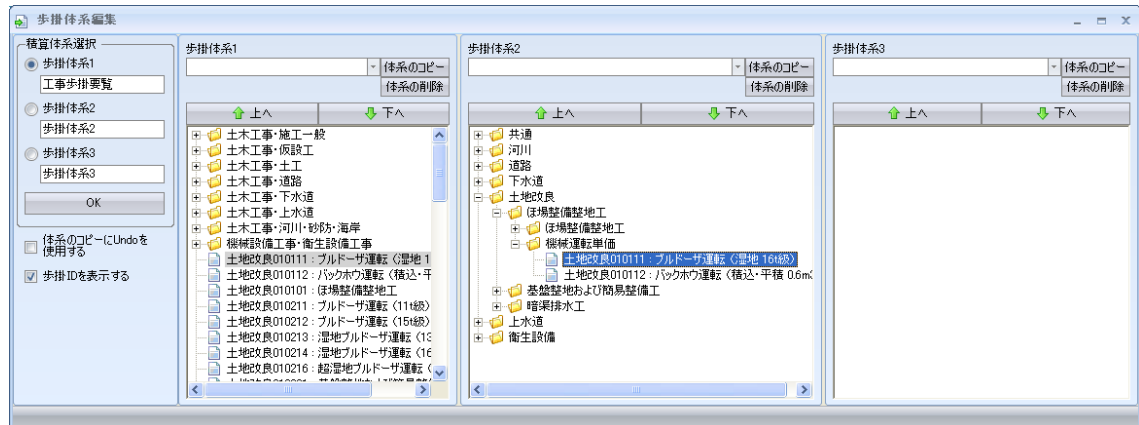 歩掛体系編集
積算体系選択
歩掛体系1
工事歩掛要覧
歩掛体系2
歩掛体系2
歩掛体系3
歩掛体系3
OK
体系のコピーにUndoを
使用する
歩掛IDを表示する
歩掛体系1
体系のコピー
体系の削除
上へ 下へ
土木工事・施工一般
土木工事・仮設工
土木工事・土工
土木工事・道路
土木工事・下水道
土木工事・上水道
土木工事・河川・砂防・海岸
機械設備工事・衛生設備工事
土地改良010111:ブルドーザ運転(湿地 1
土地改良010112:バックホウ運転(積込・平
土地改良010101:ほ場整備整地工
土地改良010211:ブルドーザ運転(11t級)
土地改良010212:ブルドーザ運転(15t級)
土地改良010213:湿地ブルドーザ運転(13
土地改良010214:湿地ブルドーザ運転(16
土地改良010216:超湿地ブルドーザ運転(
歩掛体系2
体系のコピー
体系の削除
上へ 下へ
共通
河川
道路
下水道
土地改良
ほ場整備整地工
ほ場整備整地工
機械運転単価
土地改良010111:ブルドーザ運転(湿地 16t級)
土地改良010112:バックホウ運転(積込・平積 0.6m
基盤整地および簡易整備工
暗渠排水工
上水道
衛生設備
歩掛体系3
体系のコピー
体系の削除
上へ 下へ